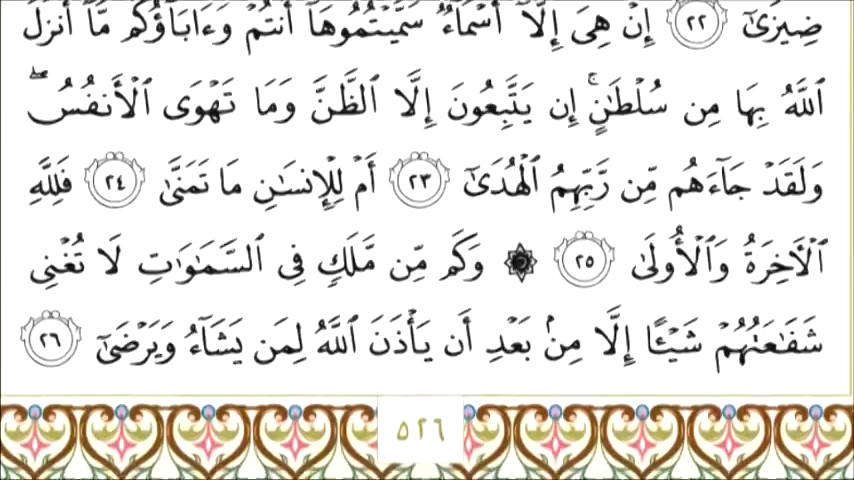 ضِيزَىٰٓ ٢٢ إِنْ هِىَ إِلَّآ أَسْمَآءٌ سَمَّيْتُمُوهَآ أَنتُمْ وَءَابَآؤُكُم مَّآ أَنزَلَ
ٱللَّهُ بِهَا مِن سُلْطَٰنٍ ۚ إِن يَتَّبِعُونَ إِلَّا ٱلظَّنَّ وَمَا تَهْوَى ٱلْأَنفُسُ ۖ
وَلَقَدْ جَآءَهُم مِّن رَّبِّهِمُ ٱلْهُدَىٰٓ ٢٣ أَمْ لِلْإِنسَٰنِ مَا تَمَنَّىٰ ٢٤ فَلِلَّهِ
ٱلْءَاخِرَةُ وَٱلْأُولَىٰ ٢٥ ۞ وَكَم مِّن مَّلَكٍ فِى ٱلسَّمَٰوَٰتِ لَا تُغْنِى
شَفَٰعَتُهُمْ شَيْـًٔا إِلَّا مِنۢ بَعْدِ أَن يَأْذَنَ ٱللَّهُ لِمَن يَشَآءُ وَيَرْضَىٰٓ ٢٦
٥٢٦